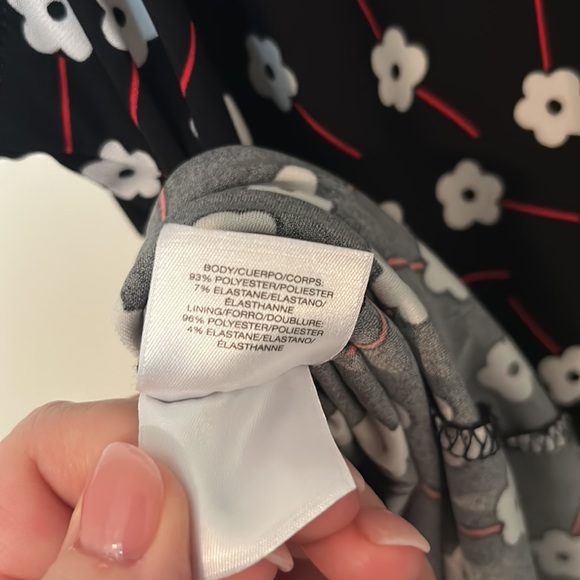 BODY/CUERPO/CORPS:
93% POLYESTER/POLIESTER
7% ELASTANE/ELASTANO/
ÉLASTHANNE
LINING/FORRO/DOUBLURE:
96% POLYESTER/POLIESTER
4% ELASTANE/ELASTANO/
ÉLASTHANNE